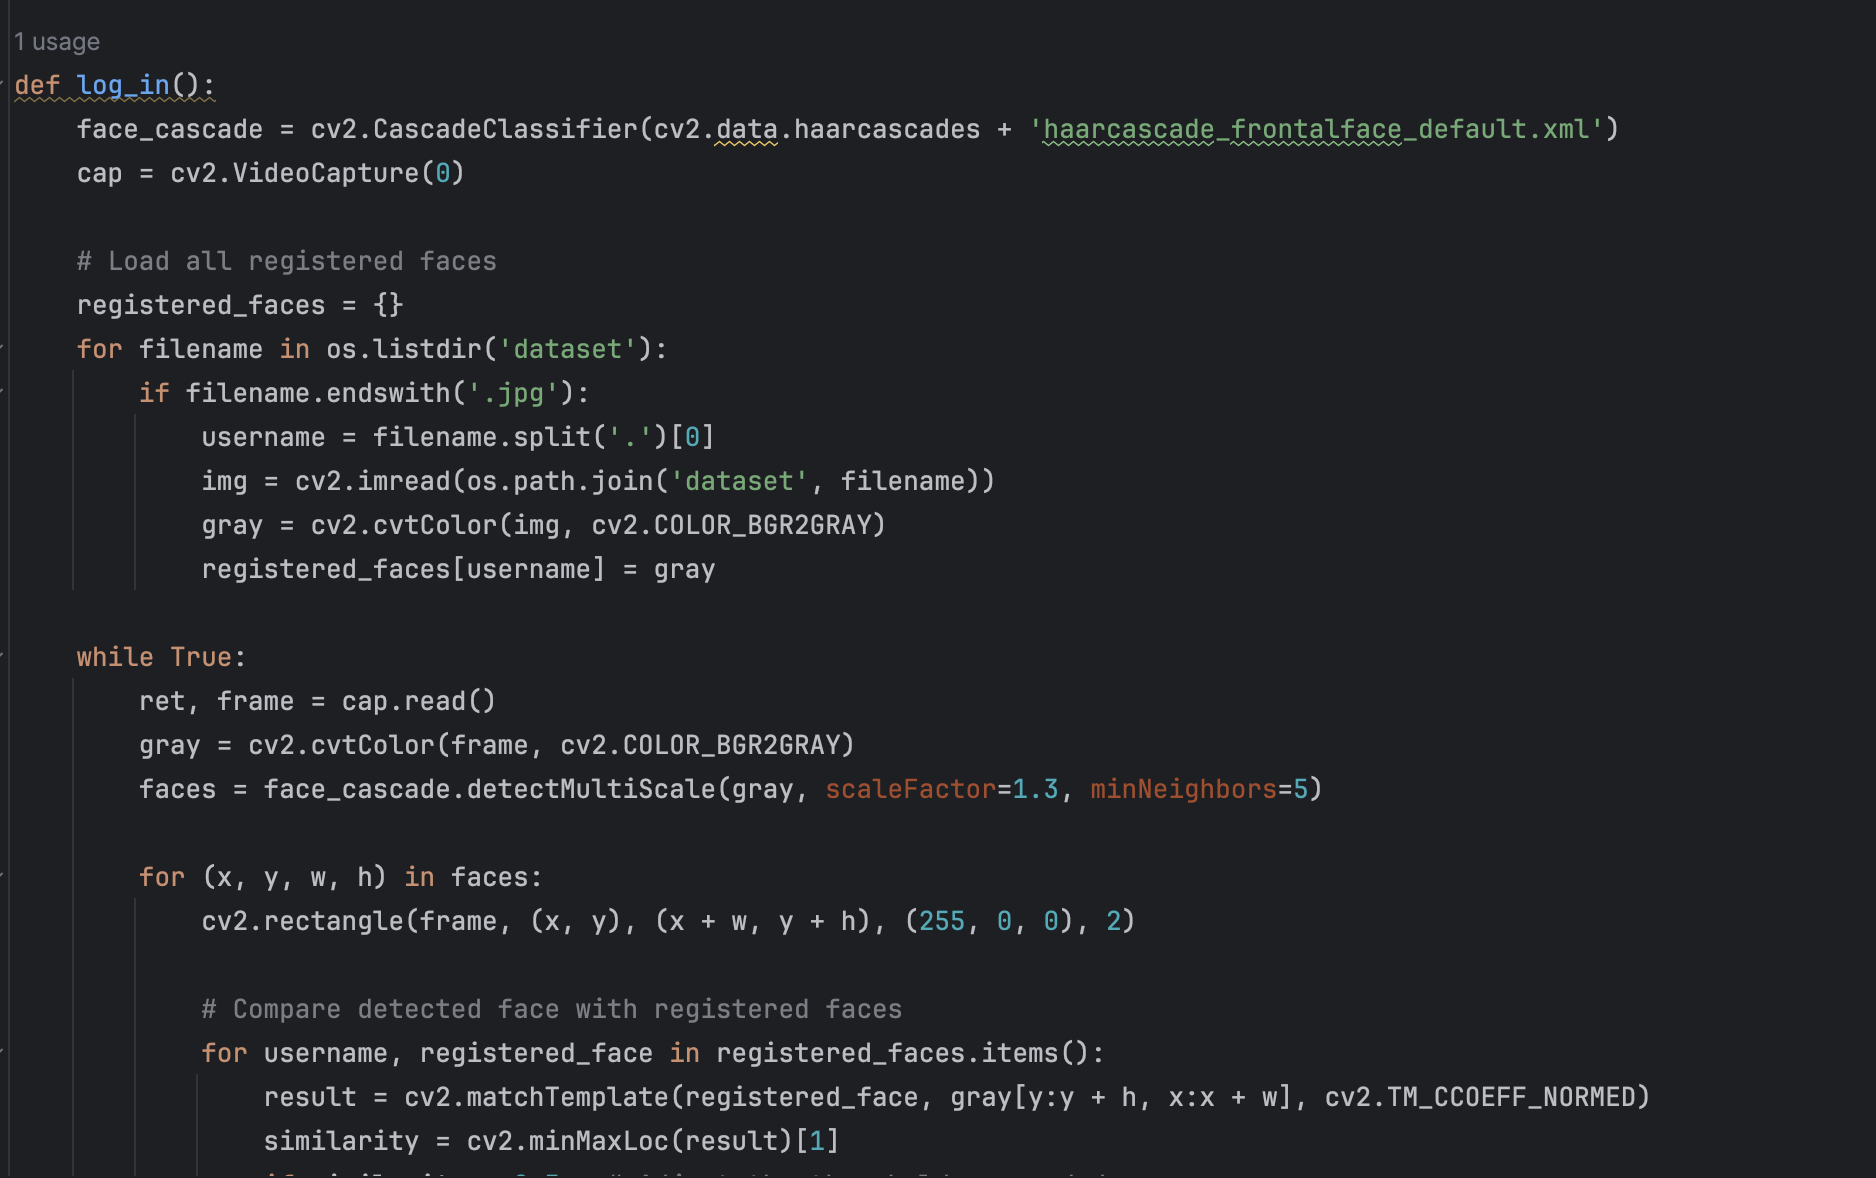 1 usage
def log_in():
    face_cascade = cv2.CascadeClassifier(cv2.data.haarcascades + 'haarcascade_frontalface_default.xml')
    cap = cv2.VideoCapture(0)
    # Load all registered faces
    registered_faces = {}
    for filename in os.listdir('dataset'):
        if filename.endswith('.jpg'):
            username = filename.split('.')[0]
            img = cv2.imread(os.path.join('dataset', filename))
            gray = cv2.cvtColor(img, cv2.COLOR_BGR2GRAY)
            registered_faces[username] = gray
    while True:
        ret, frame = cap.read()
        gray = cv2.cvtColor(frame, cv2.COLOR_BGR2GRAY)
        faces = face_cascade.detectMultiScale(gray, scaleFactor=1.3, minNeighbors=5)
        for (x, y, w, h) in faces:
            cv2.rectangle(frame, (x, y), (x + w, y + h), (255, 0, 0), 2)
            # Compare detected face with registered faces
            for username, registered_face in registered_faces.items():
                result = cv2.matchTemplate(registered_face, gray[y:y + h, x:x + w], cv2.TM_CCOEFF_NORMED)
                similarity = cv2.minMaxLoc(result)[1]